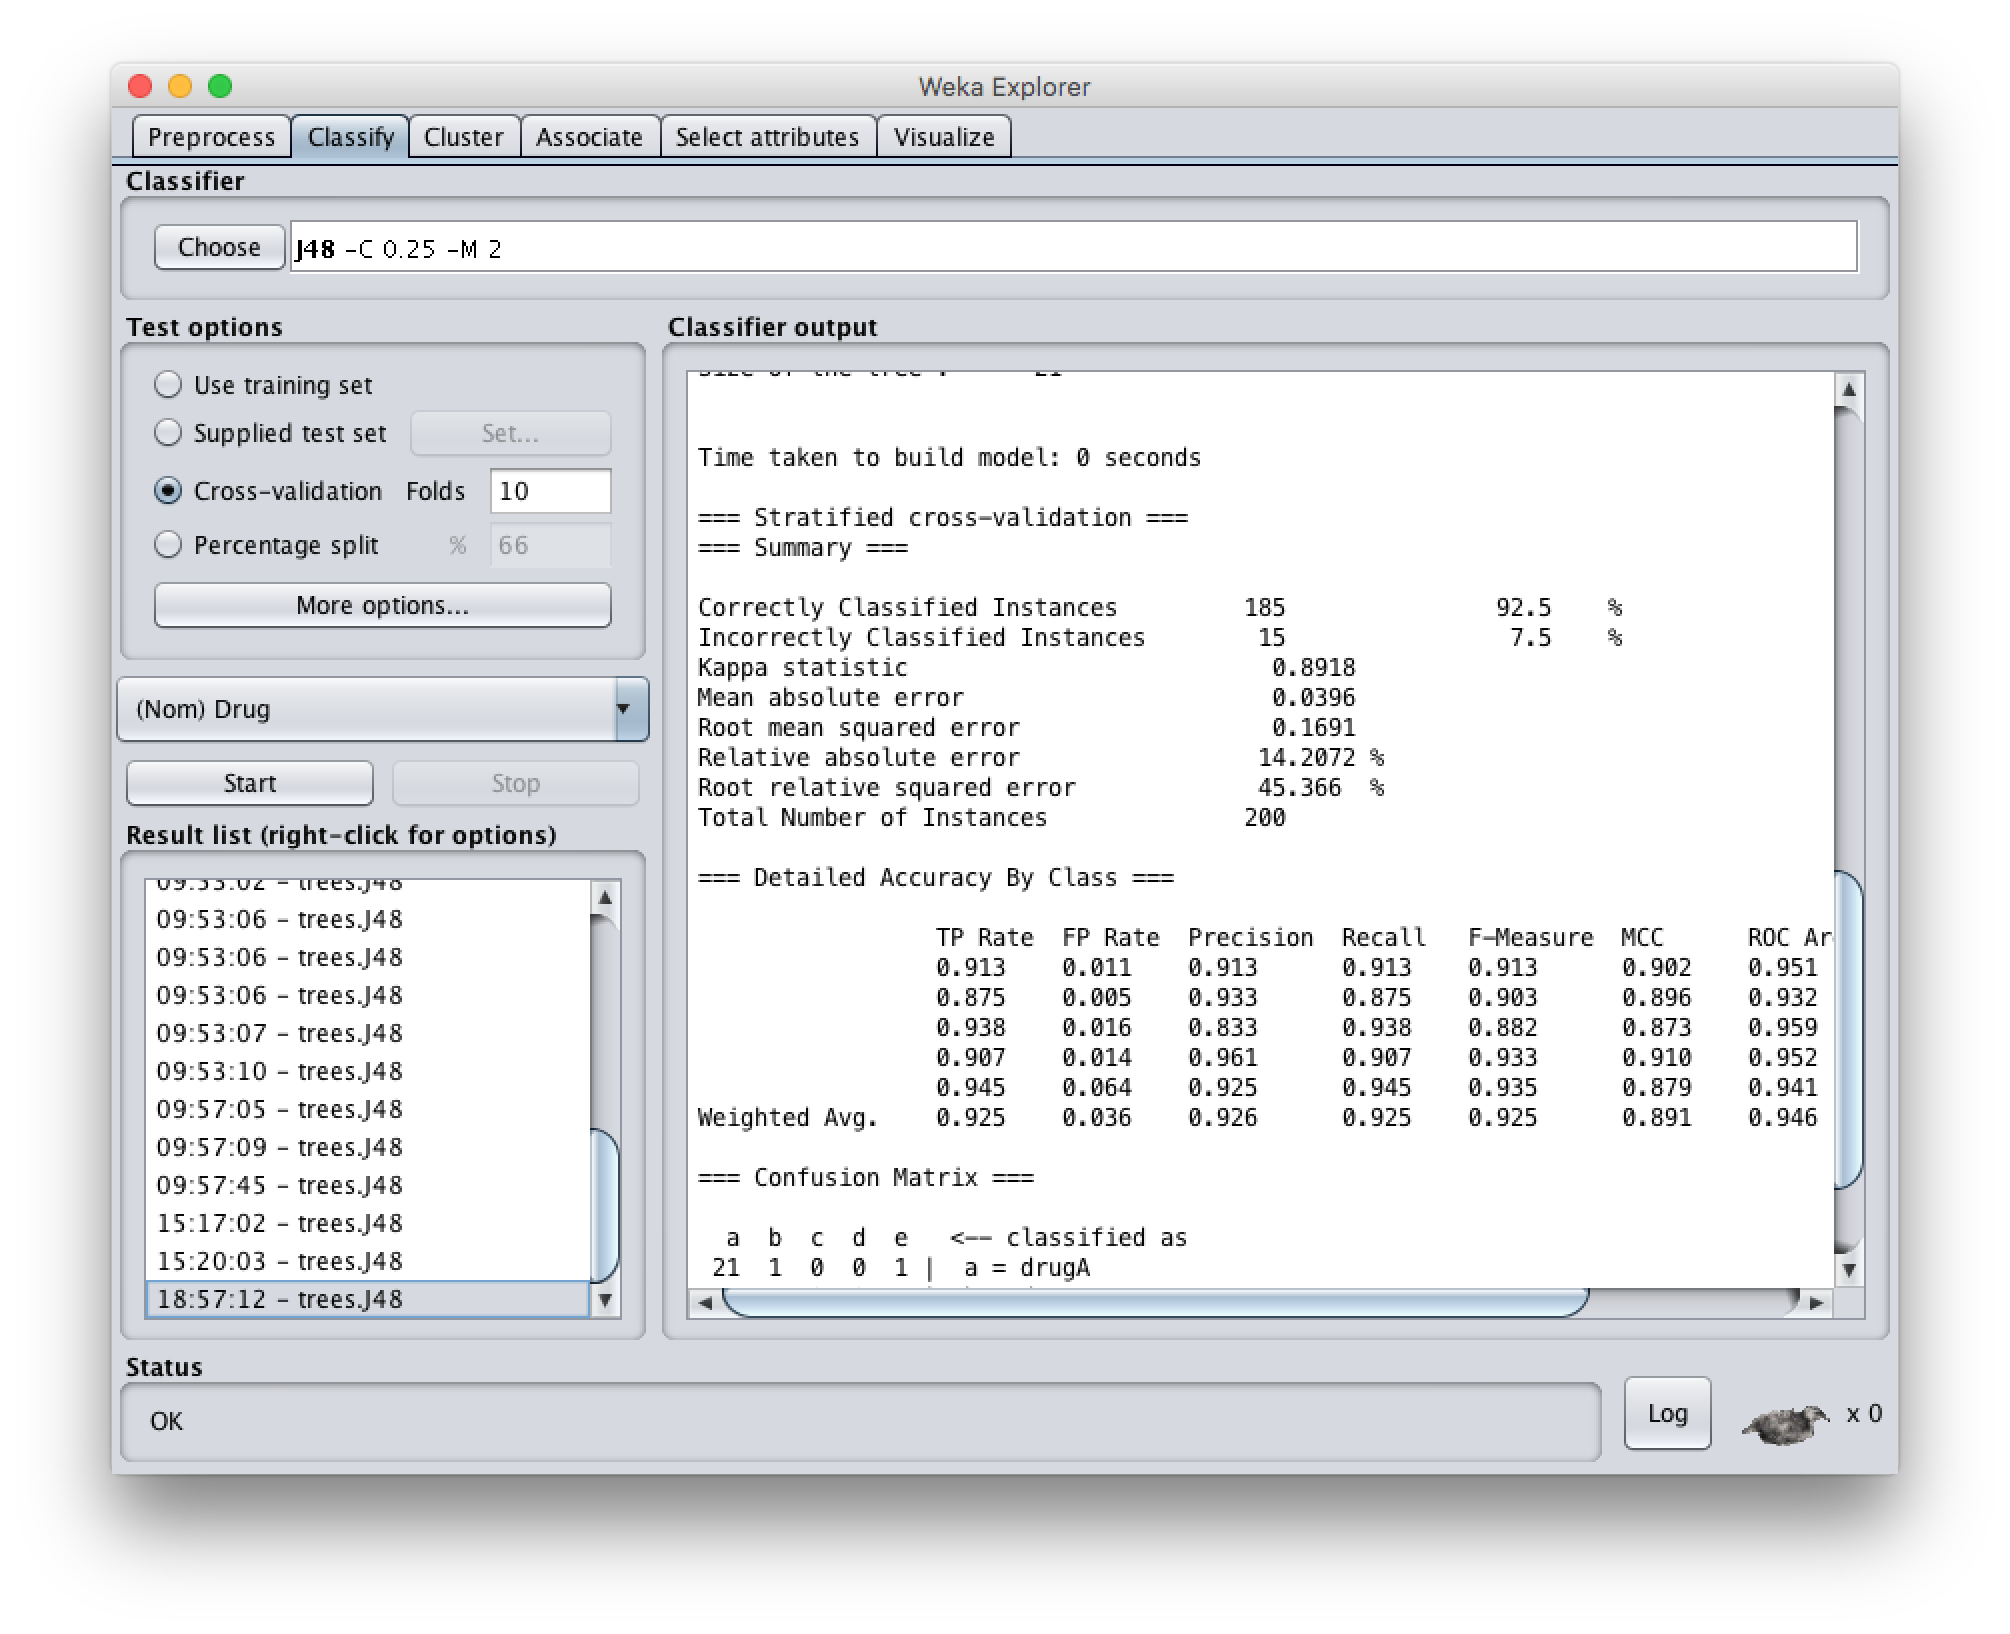 Weka Explorer
Preprocess Classify Cluster Associate Select attributes Visualize
Classifier
Choose J48 -C 0.25 -M 2
Test options
Use training set
Supplied test set Set...
Cross-validation Folds 10
Percentage split % 66
More options...
(Nom) Drug
Start Stop
Result list (right-click for options)
09:53:02 - trees.J48
09:53:06 - trees.J48
09:53:06 - trees.J48
09:53:06 - trees.J48
09:53:07 - trees.J48
09:53:10 - trees.J48
09:57:05 - trees.J48
09:57:09 - trees.J48
09:57:45 - trees.J48
15:17:02 - trees.J48
15:20:03 - trees.J48
18:57:12 - trees.J48
Classifier output
Size of the tree : 21
Time taken to build model: 0 seconds
=== Stratified cross-validation ===
=== Summary ===
Correctly Classified Instances 185 92.5 %
Incorrectly Classified Instances 15 7.5 %
Kappa statistic 0.8918
Mean absolute error 0.0396
Root mean squared error 0.1691
Relative absolute error 14.2072 %
Root relative squared error 45.366 %
Total Number of Instances 200
=== Detailed Accuracy By Class ===
TP Rate FP Rate Precision Recall F-Measure MCC ROC Ar
0.913 0.011 0.913 0.913 0.913 0.902 0.951
0.875 0.005 0.933 0.875 0.903 0.896 0.932
0.938 0.016 0.833 0.938 0.882 0.873 0.959
0.907 0.014 0.961 0.907 0.933 0.910 0.952
0.945 0.064 0.925 0.945 0.935 0.879 0.941
Weighted Avg. 0.925 0.036 0.926 0.925 0.925 0.891 0.946
=== Confusion Matrix ===
a b c d e <-- classified as
21 1 0 0 1 | a = drugA
Status
OK
Log
x 0